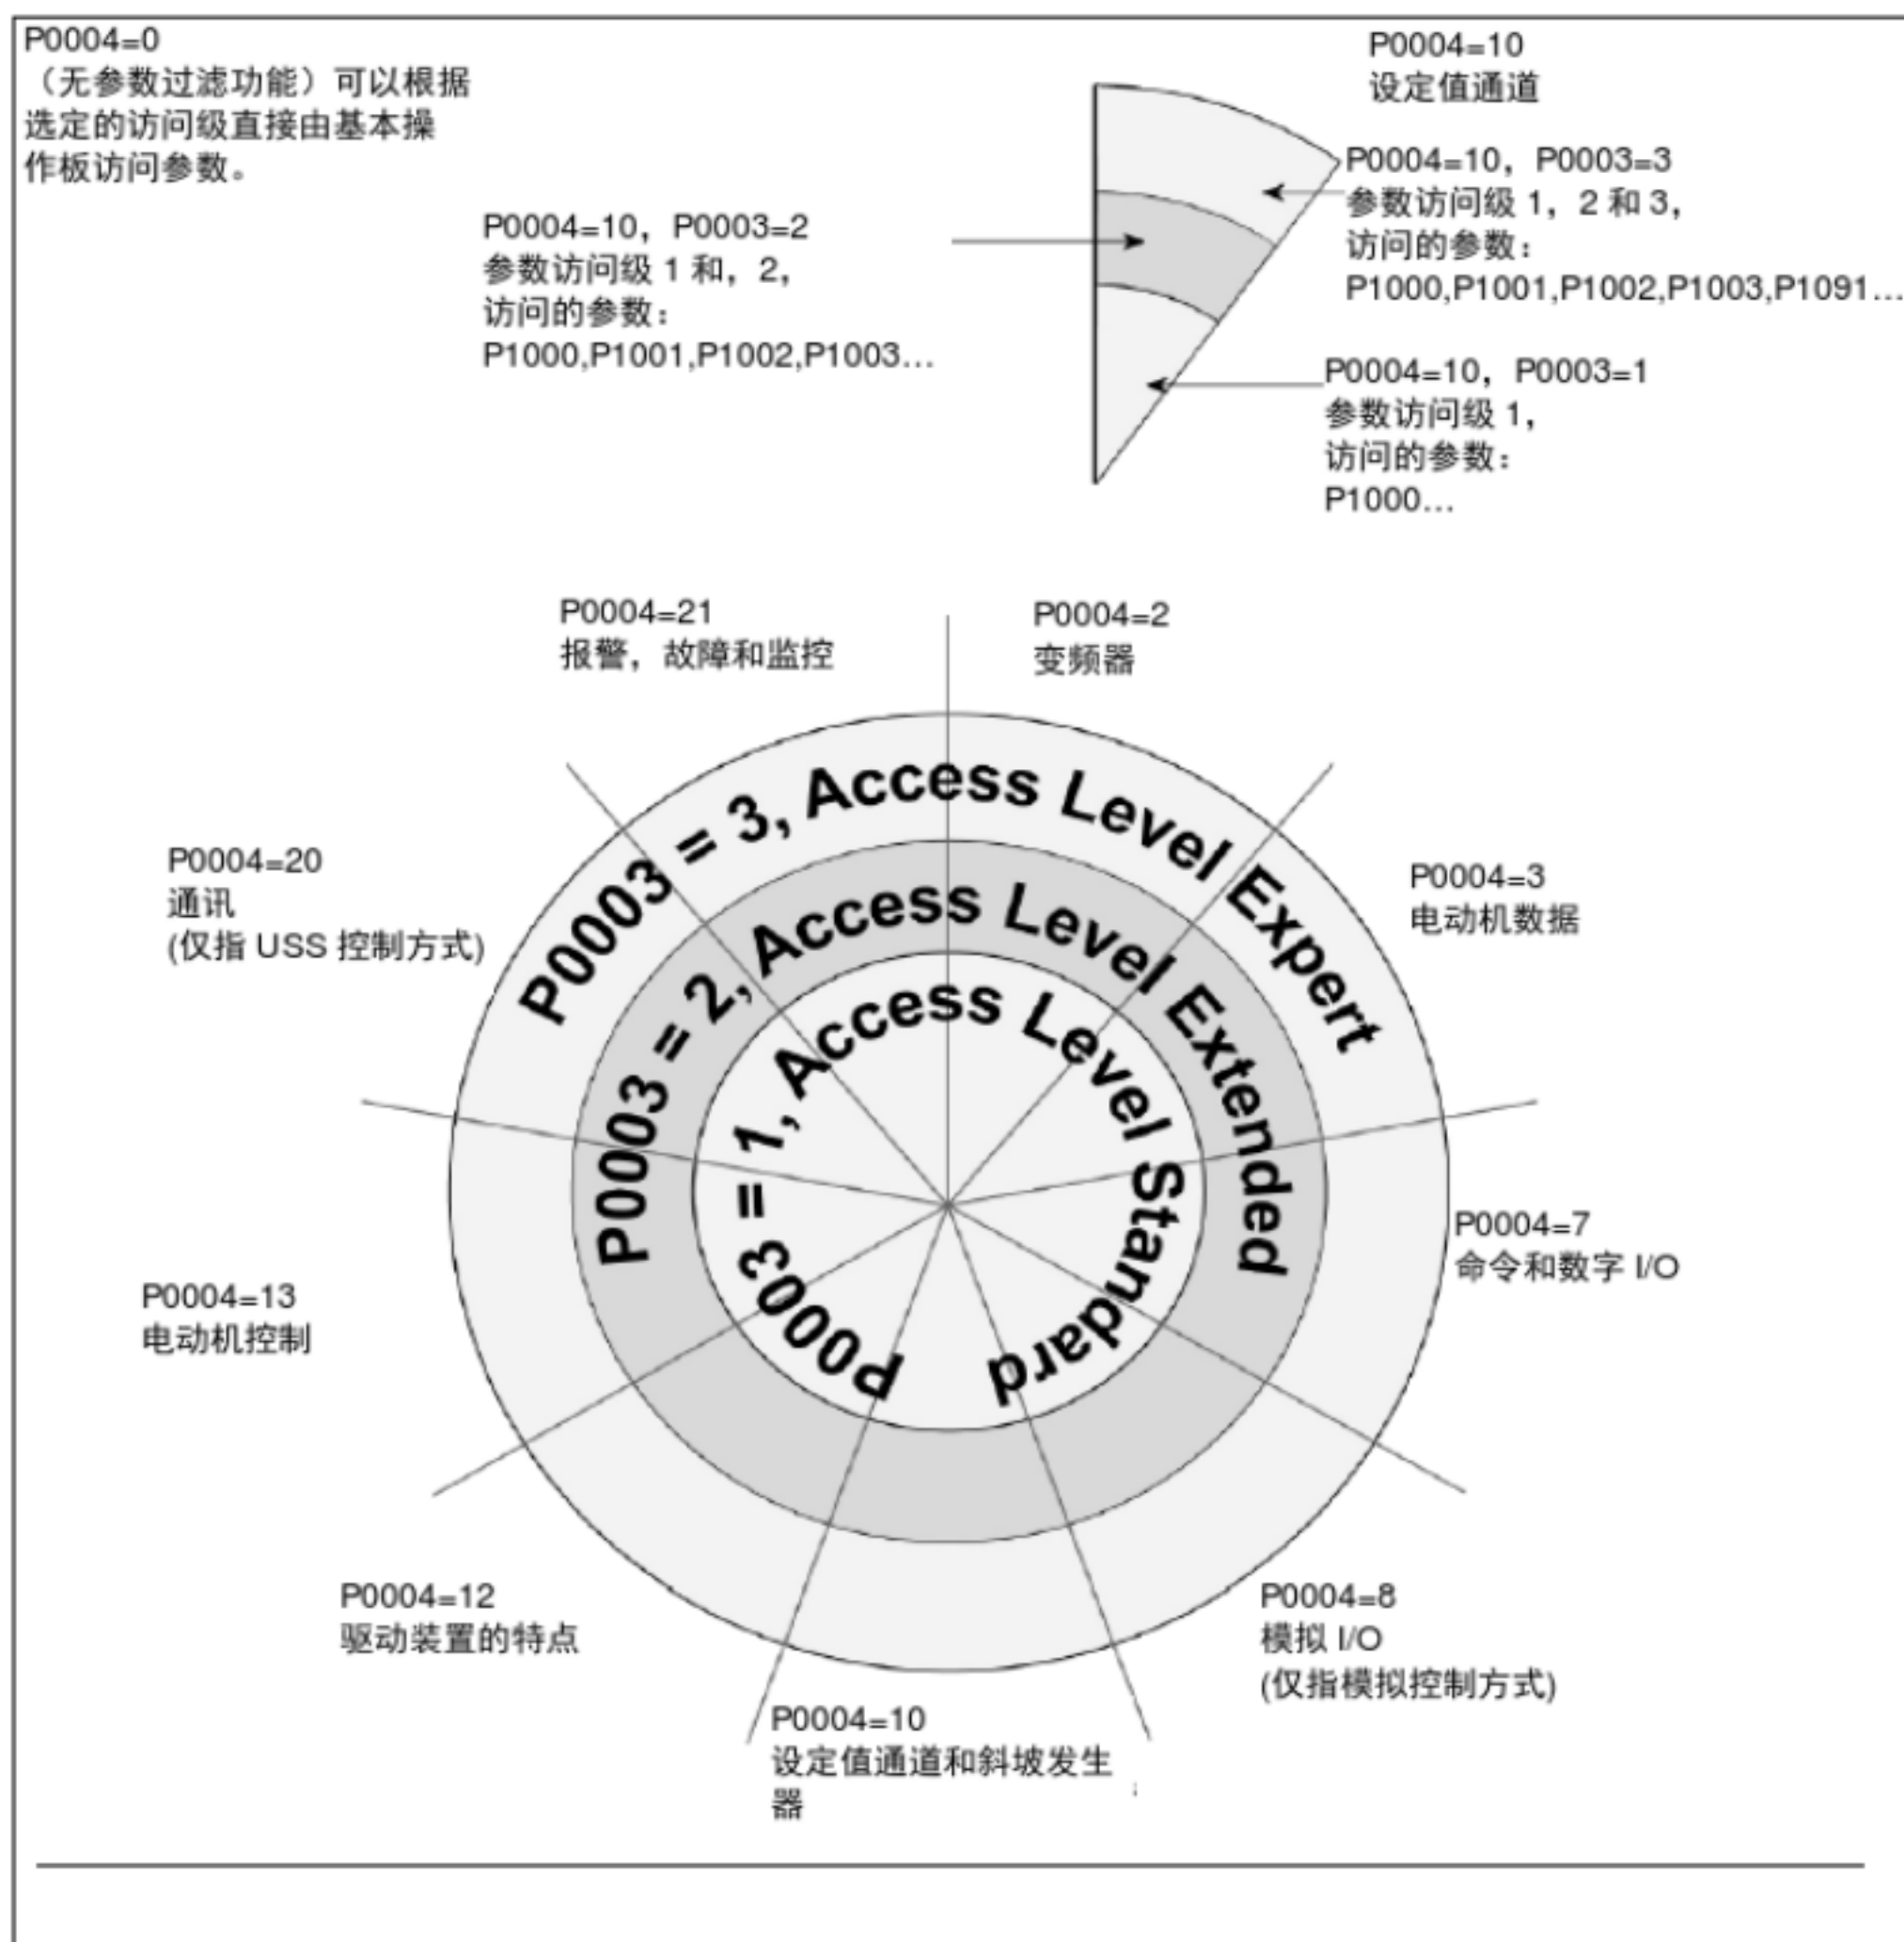 P0004=0
（无参数过滤功能）可以根据
选定的访问级直接由基本操
作板访问参数。
P0004=10
设定值通道
P0004=10，P0003=3
参数访问级 1，2 和 3，
访问的参数：
P1000,P1001,P1002,P1003,P1091…
P0004=10，P0003=2
参数访问级 1 和，2，
访问的参数：
P1000,P1001,P1002,P1003…
P0004=10，P0003=1
参数访问级 1，
访问的参数：
P1000…
P0004=21
报警，故障和监控
P0004=2
变频器
P0004=20
通讯
(仅指 USS 控制方式)
P0004=3
电动机数据
P0003 = 3, Access Level Expert
P0003 = 2, Access Level Extended
P0003 = 1, Access Level Standard
P0004=7
命令和数字 I/O
P0004=13
电动机控制
P0004=12
驱动装置的特点
P0004=8
模拟 I/O
(仅指模拟控制方式)
P0004=10
设定值通道和斜坡发生
器